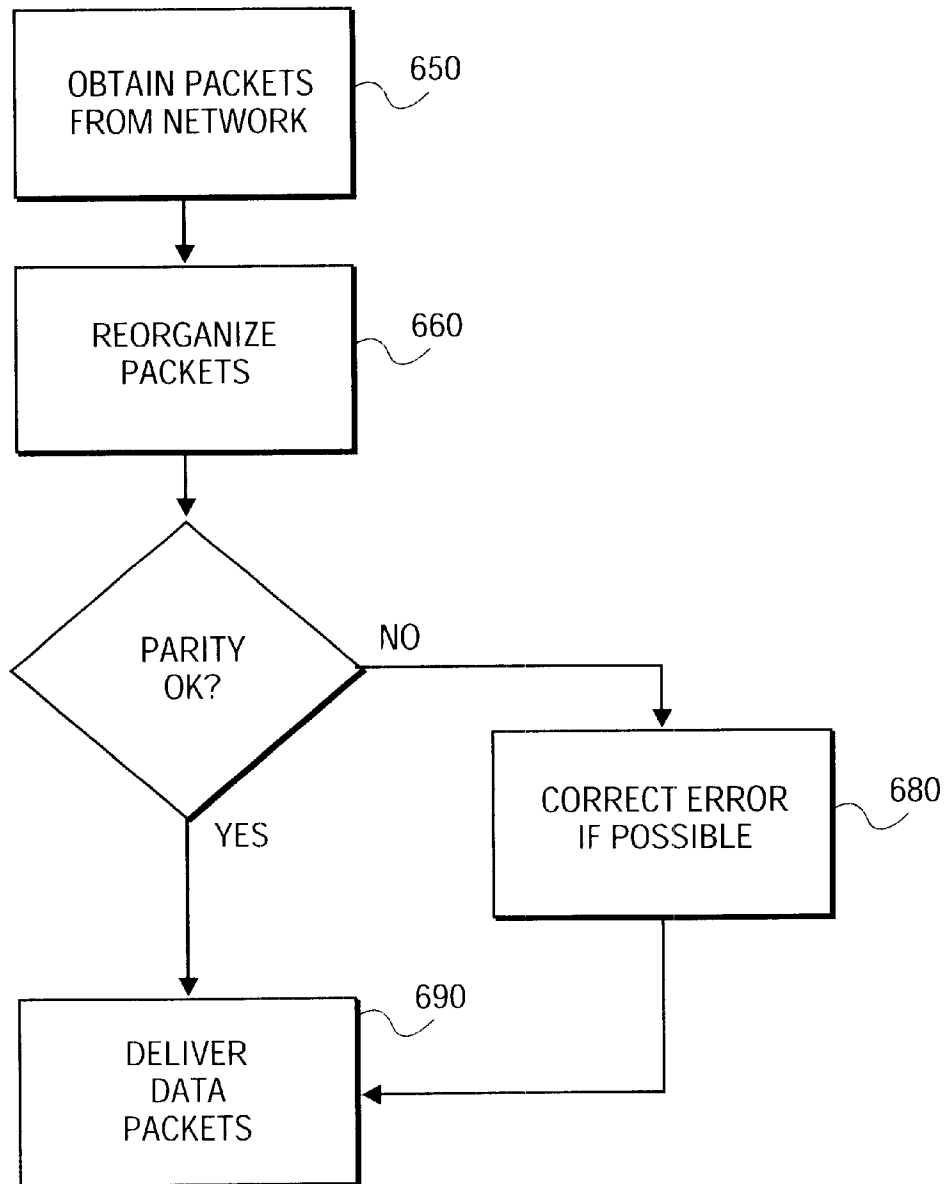 OBTAIN PACKETS
FROM NETWORK
650
REORGANIZE
PACKETS
660
PARITY
OK?
NO
YES
CORRECT ERROR
IF POSSIBLE
680
690
DELIVER
DATA
PACKETS